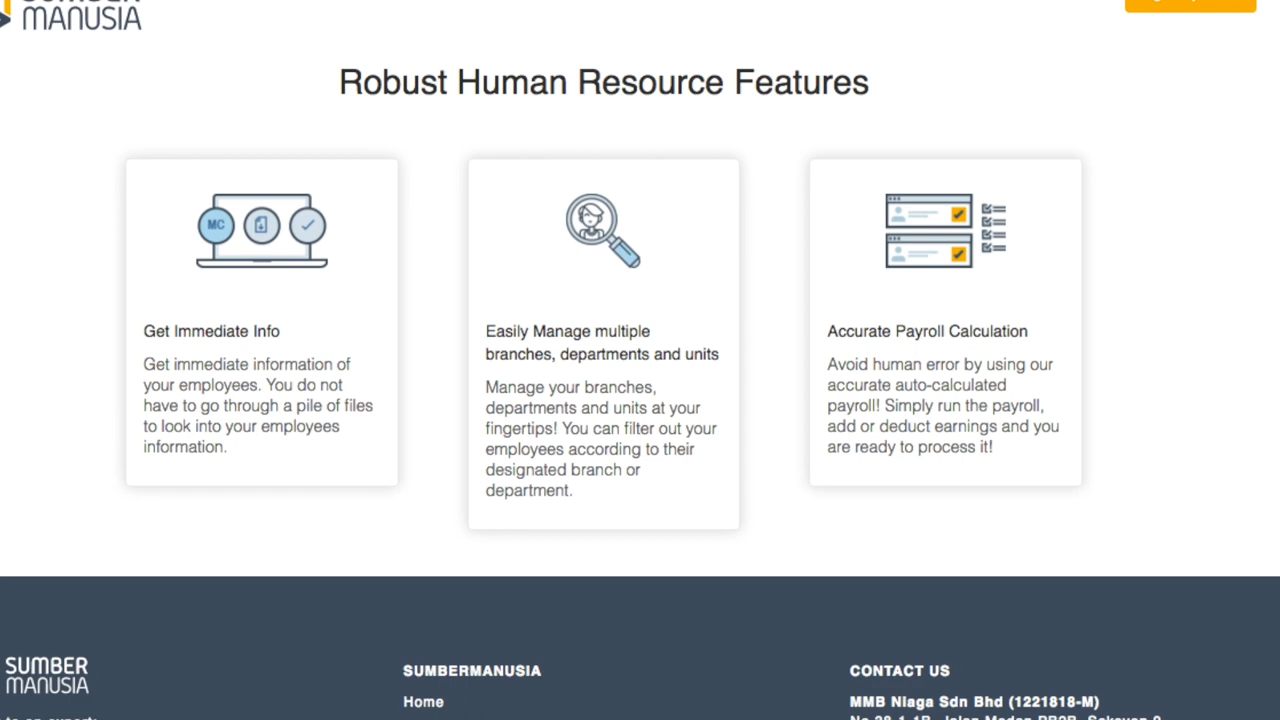 SUMBER
MANUSIA
Robust Human Resource Features
MC
Get Immediate Info
Get immediate information of
your employees. You do not
have to go through a pile of files
to look into your employees
information.
Easily Manage multiple
branches, departments and units
Manage your branches,
departments and units at your
fingertips! You can filter out your
employees according to their
designated branch or
department.
Accurate Payroll Calculation
Avoid human error by using our
accurate auto-calculated
payroll! Simply run the payroll,
add or deduct earnings and you
are ready to process it!
SUMBER
MANUSIA
SUMBERMANUSIA
Home
CONTACT US
MMB Niaga Sdn Bhd (1221818-M)